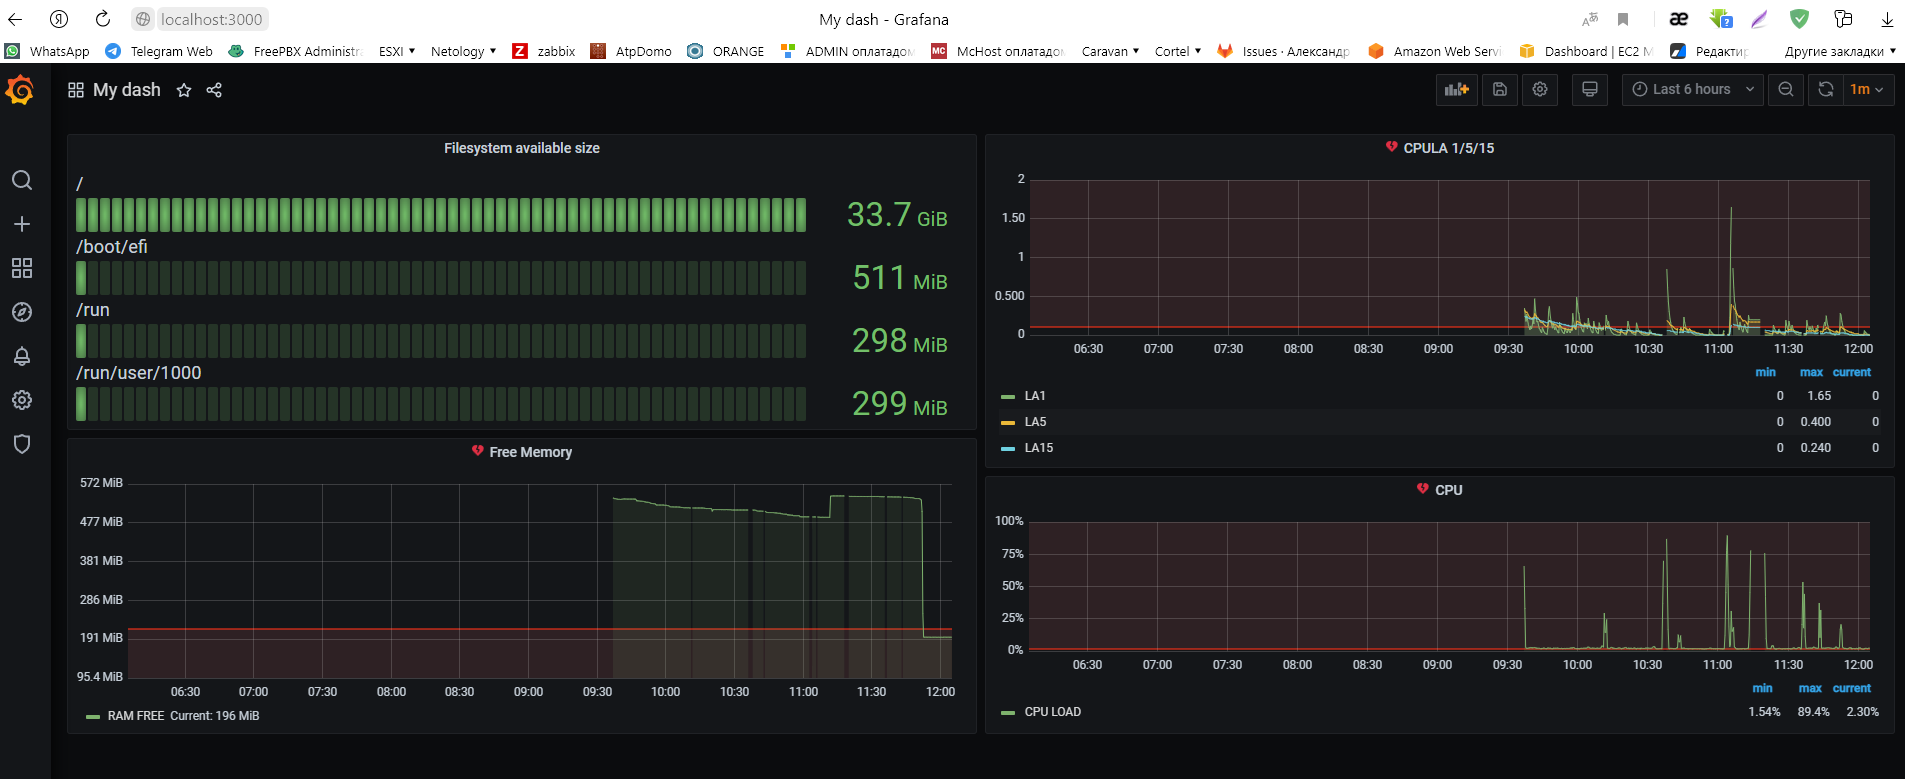 localhost:3000
My dash - Grafana
WhatsApp Telegram Web FreePBX Administra ESXI Netology zabbix AtpDomo ORANGE ADMIN оплатадом McHost оплатадом Caravan Cortel Issues · Александр Amazon Web Servi Dashboard | EC2 M Редактир Другие закладки
My dash
Last 6 hours
1m
Filesystem available size
/
33.7 GiB
/boot/efi
511 MiB
/run
298 MiB
/run/user/1000
299 MiB
Free Memory
572 MiB
477 MiB
381 MiB
286 MiB
191 MiB
95.4 MiB
06:30 07:00 07:30 08:00 08:30 09:00 09:30 10:00 10:30 11:00 11:30 12:00
RAM FREE Current: 196 MiB
CPULA 1/5/15
2
1.50
1
0.500
0
06:30 07:00 07:30 08:00 08:30 09:00 09:30 10:00 10:30 11:00 11:30 12:00
min max current
LA1 0 1.65 0
LA5 0 0.400 0
LA15 0 0.240 0
CPU
100%
75%
50%
25%
0%
06:30 07:00 07:30 08:00 08:30 09:00 09:30 10:00 10:30 11:00 11:30 12:00
min max current
CPU LOAD 1.54% 89.4% 2.30%